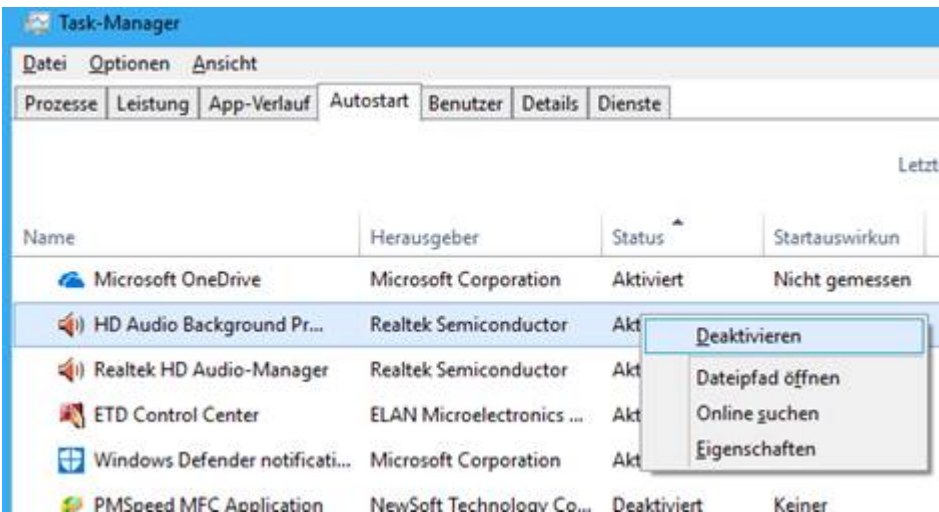 Task-Manager
Datei Optionen Ansicht
Prozesse Leistung App-Verlauf Autostart Benutzer Details Dienste
Letzt
Name Herausgeber Status Startauswirkun
Microsoft OneDrive Microsoft Corporation Aktiviert Nicht gemessen
HD Audio Background Pr... Realtek Semiconductor Akt
Deaktivieren
Realtek HD Audio-Manager Realtek Semiconductor Akt
Dateipfad öffnen
ETD Control Center ELAN Microelectronics ... Akt
Online suchen
Windows Defender notificati... Microsoft Corporation Akt
Eigenschaften
PMSpeed MFC Application NewSoft Technology Co... Deaktiviert Keiner